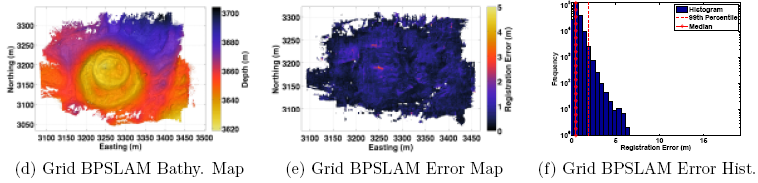 3300
3250
3200
3150
3100
3050
Northing (m)
3100 3150 3200 3250 3300 3350 3400 3450 3500
Easting (m)
3700
3680
3660
3640
3620
Depth (m)
(d) Grid BPSLAM Bathy. Map
3300
3250
3200
3150
3100
3050
Northing (m)
3100 3150 3200 3250 3300 3350 3400 3450
Easting (m)
5
4
3
2
1
0
Registration Error (m)
(e) Grid BPSLAM Error Map
Histogram
99th Percentile
Median
Frequency
0 5 10 16
Registration Error (m)
(f) Grid BPSLAM Error Hist.